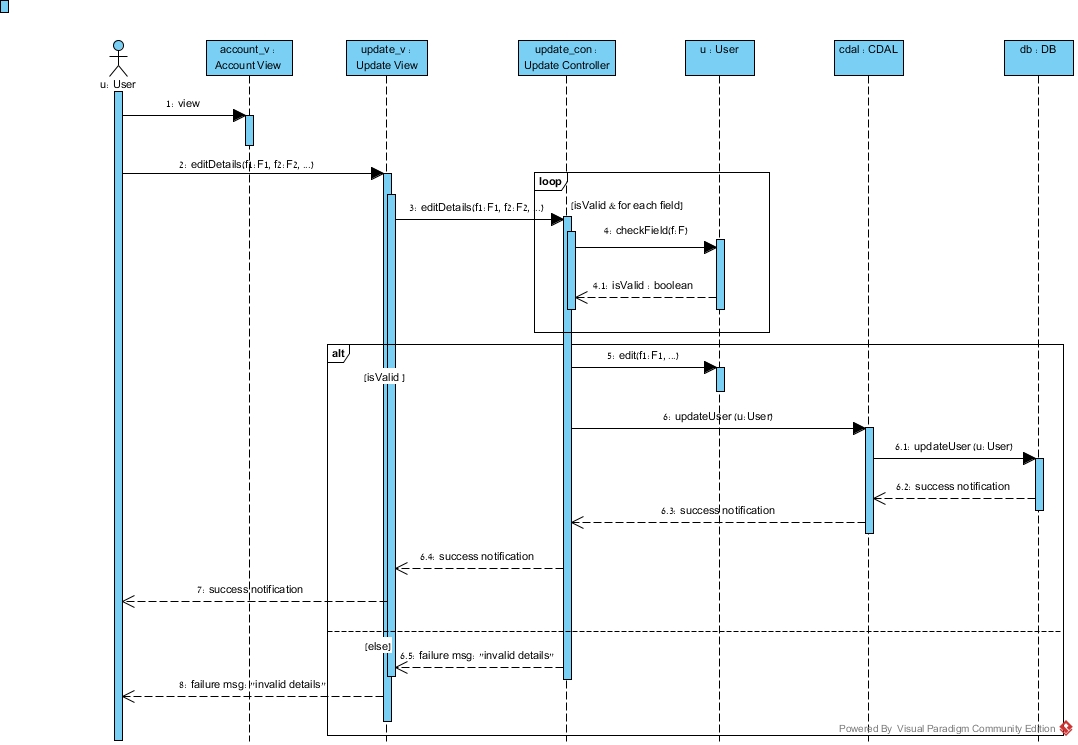 account_v :
Account View
update_v :
Update View
update_con :
Update Controller
u : User
cdal : CDAL
db : DB
u: User
1: view
2: editDetails(f1:F1, f2:F2, ...)
loop
[isValid & for each field]
3: editDetails(f1:F1, f2:F2, ...)
4: checkField(f:F)
4.1: isValid : boolean
alt
5: edit(f1:F1, ...)
[isValid ]
6: updateUser (u:User)
6.1: updateUser (u:User)
6.2: success notification
6.3: success notification
6.4: success notification
7: success notification
[else]
6.5: failure msg: "invalid details"
8: failure msg:"invalid details"
Powered By Visual Paradigm Community Edition